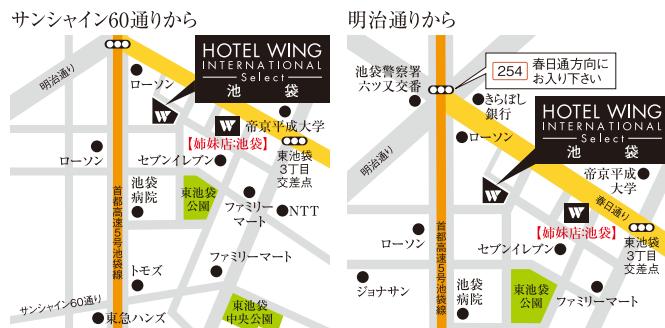 サンシャイン60通りから
明治通り
ローソン
HOTEL WING
INTERNATIONAL
Select
池 袋
W
W
【姉妹店:池袋】
帝京平成大学
東池袋
3丁目
交差点
ローソン
セブンイレブン
首都高速5号池袋線
池袋
病院
東池袋
公園
ファミリー
マート
NTT
トモズ
ファミリーマート
サンシャイン60通り
東急ハンズ
東池袋
中央公園
明治通りから
池袋警察署
六ツ又交番
254 春日通方向に
お入り下さい
きらぼし
銀行
ローソン
明治通り
HOTEL WING
INTERNATIONAL
Select
池 袋
帝京平成
大学
W
W
春日通り
【姉妹店:池袋】
東池袋
3丁目
交差点
ローソン
セブンイレブン
首都高速5号池袋線
ジョナサン
池袋
病院
東池袋
公園
ファミリーマート